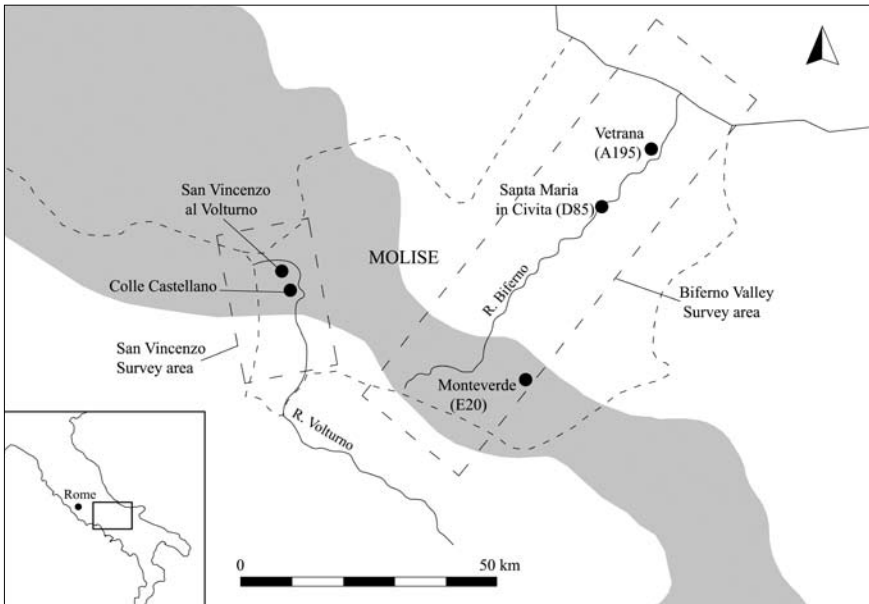 Vetrana
(A195)
San Vincenzo
al Volturno
Santa Maria
in Civita (D85)
MOLISE
Colle Castellano
R. Biferno
Biferno Valley
Survey area
San Vincenzo
Survey area
Monteverde
(E20)
R. Volturno
Rome
0
50 km